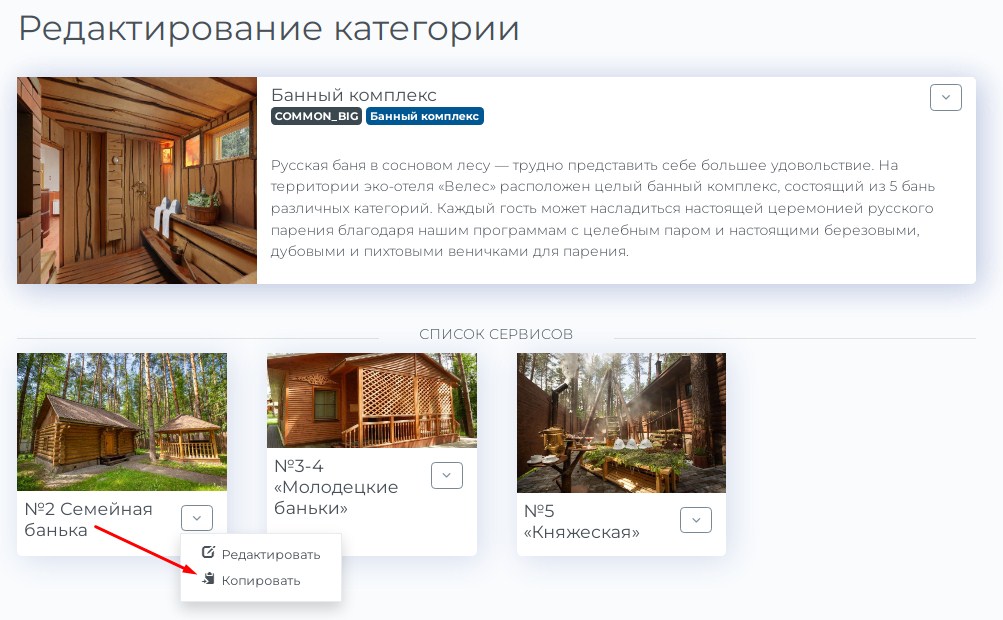 Редактирование категории
Банный комплекс
COMMON_BIG Банный комплекс
Русская баня в сосновом лесу — трудно представить себе большее удовольствие. На
территории эко-отеля «Велес» расположен целый банный комплекс, состоящий из 5 бань
различных категорий. Каждый гость может насладиться настоящей церемонией русского
парения благодаря нашим программам с целебным паром и настоящими березовыми,
дубовыми и пихтовыми веничками для парения.
СПИСОК СЕРВИСОВ
№2 Семейная
банька
Редактировать
Копировать
№3-4
«Молодецкие
баньки»
№5
«Княжеская»